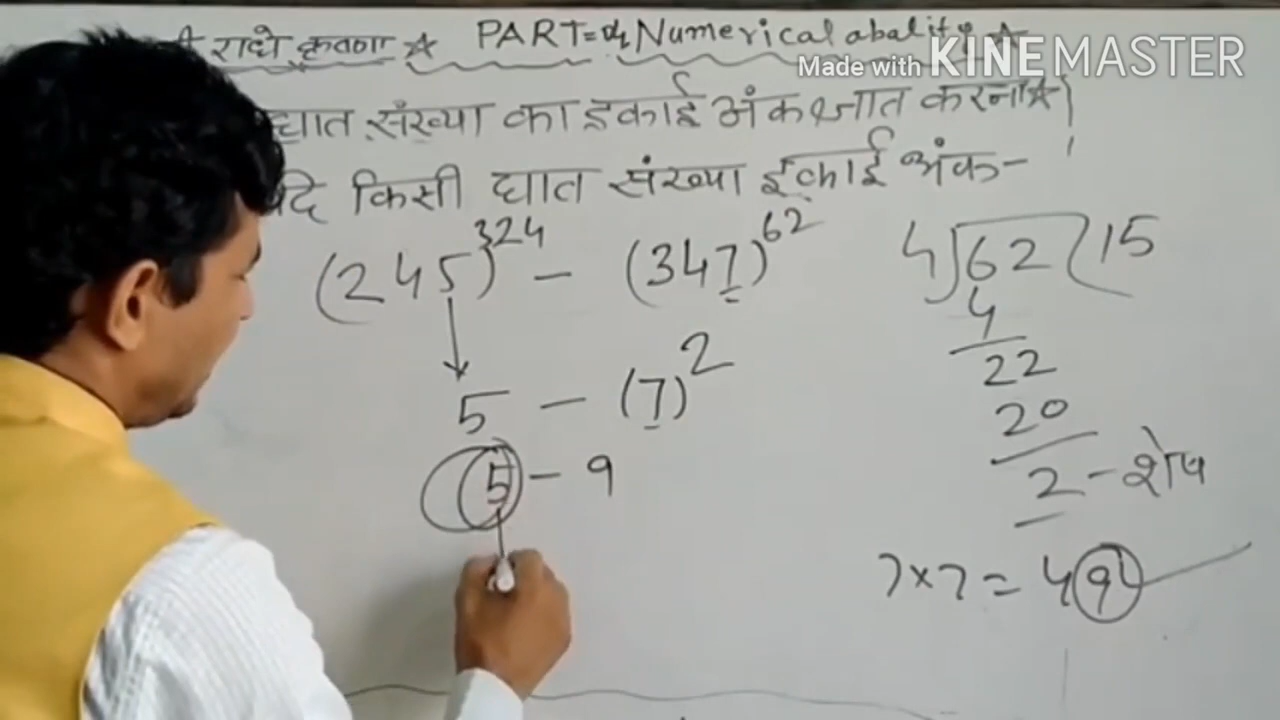 राधे कृष्णा ☆ PART= Numerical abality ☆
Made with KINEMASTER
घात संख्या का इकाई अंक ज्ञात करना☆
यदि किसी घात संख्या इकाई अंक-
(245)^324 - (347)^62
4)62(15
4
22
20
2 - शेष
5 - (7)^2
5 - 9
7×7 = 49